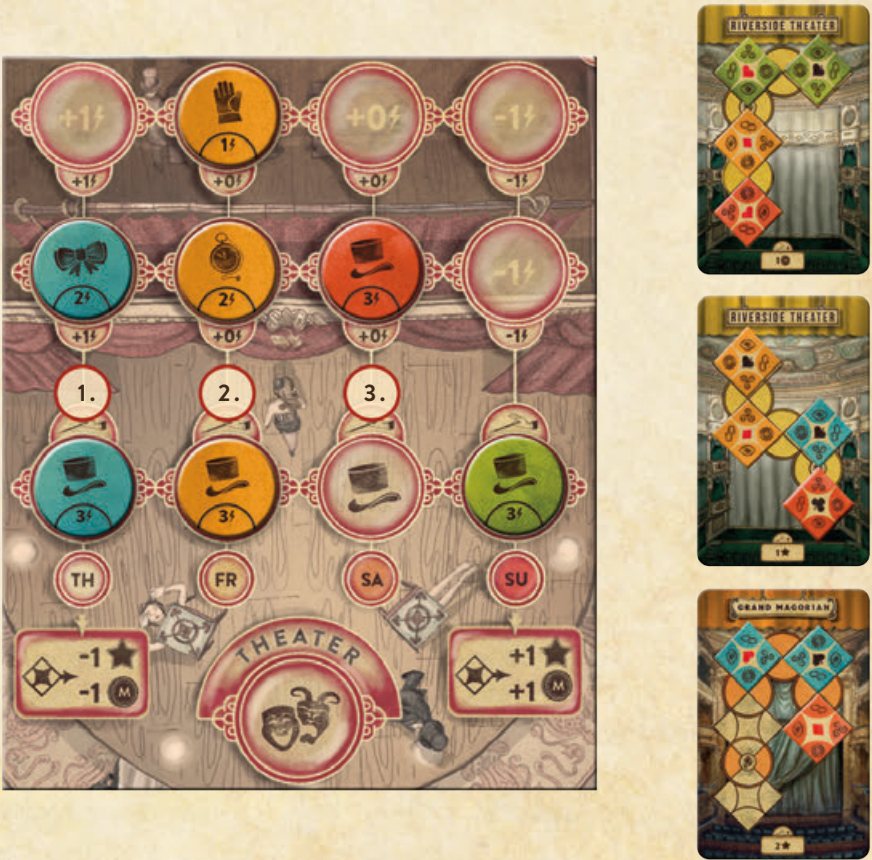 +1
1
+0
-1
+1
+0
+0
-1
2
2
3
-1
+1
+0
+0
-1
1.
2.
3.
3
3
3
TH
FR
SA
SU
-1
-1 M
THEATER
+1
+1 M
RIVERSIDE THEATER
1
RIVERSIDE THEATER
1
GRAND MAGORIAN
2